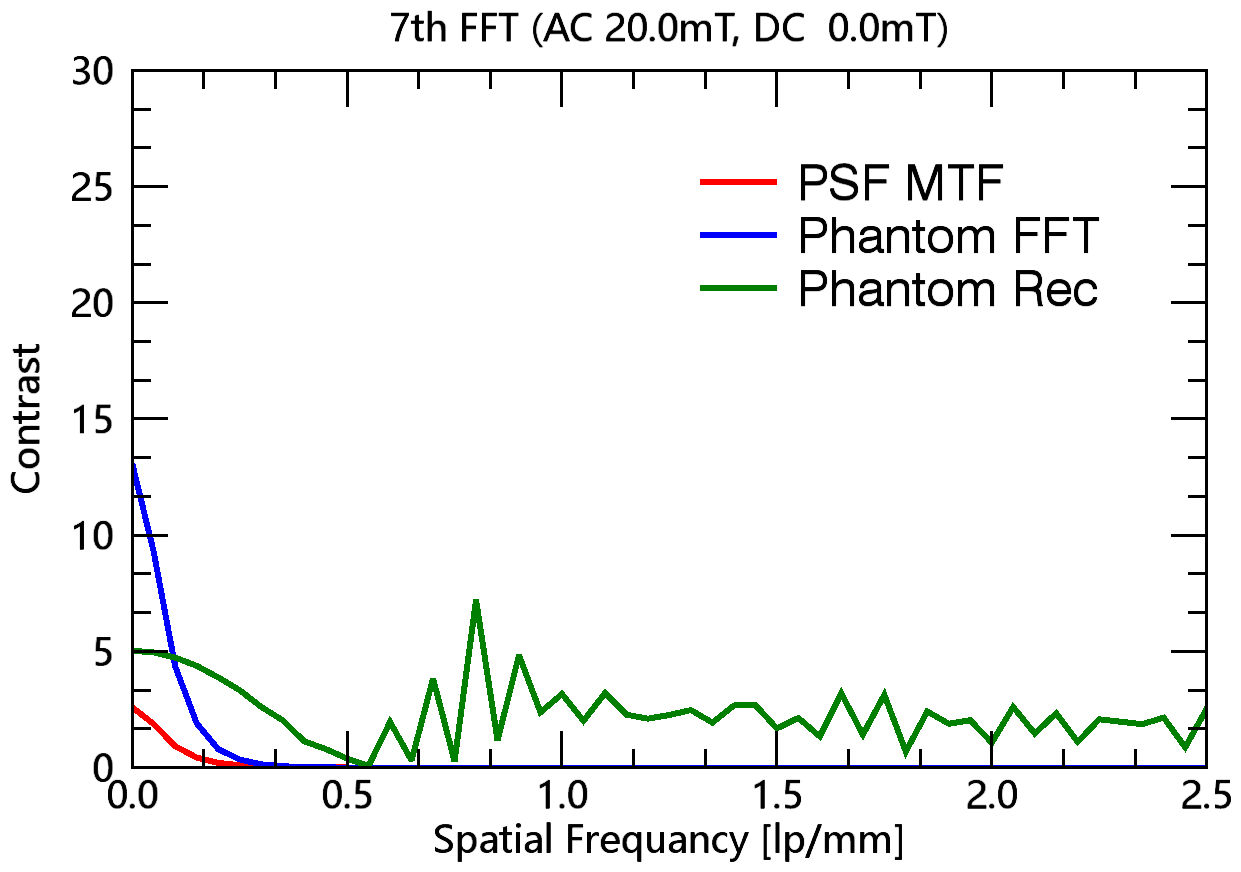 7th FFT (AC 20.0mT, DC  0.0mT)
30
25
20
15
10
5
0
Contrast
PSF MTF
Phantom FFT
Phantom Rec
0.0 0.5 1.0 1.5 2.0 2.5
Spatial Frequancy [lp/mm]